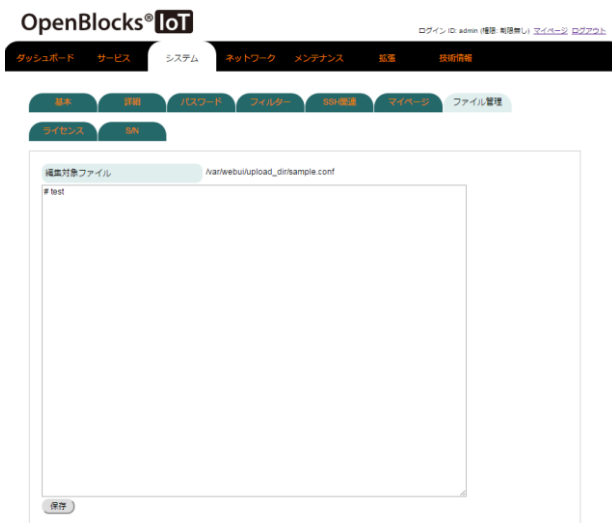 OpenBlocks® IoT
ログイン ID: admin (権限: 制限無し) マイページ ログアウト
ダッシュボード サービス システム ネットワーク メンテナンス 拡張 技術情報
基本 詳細 パスワード フィルター SSH関連 マイページ ファイル管理
ライセンス S/N
編集対象ファイル /var/webui/upload_dir/sample.conf
# test
保存